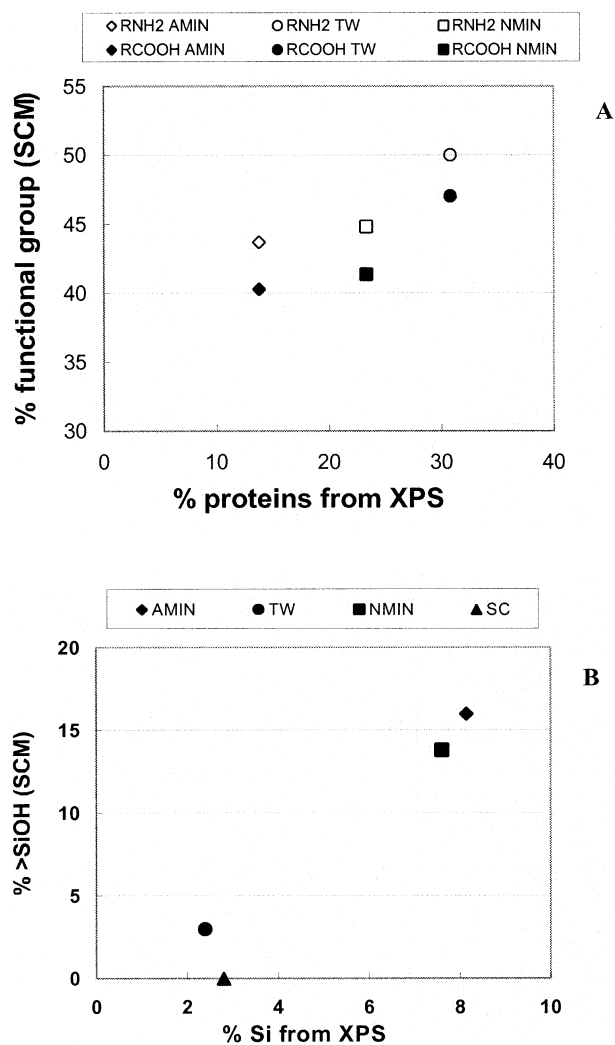 ◇RNH2 AMIN ○RNH2 TW □RNH2 NMIN
◆RCOOH AMIN ●RCOOH TW ■RCOOH NMIN
A
% functional group (SCM)
55
50
45
40
35
30
0 10 20 30 40
% proteins from XPS
◆AMIN ●TW ■NMIN ▲SC
B
% >SiOH (SCM)
20
15
10
5
0
0 2 4 6 8 10
% Si from XPS